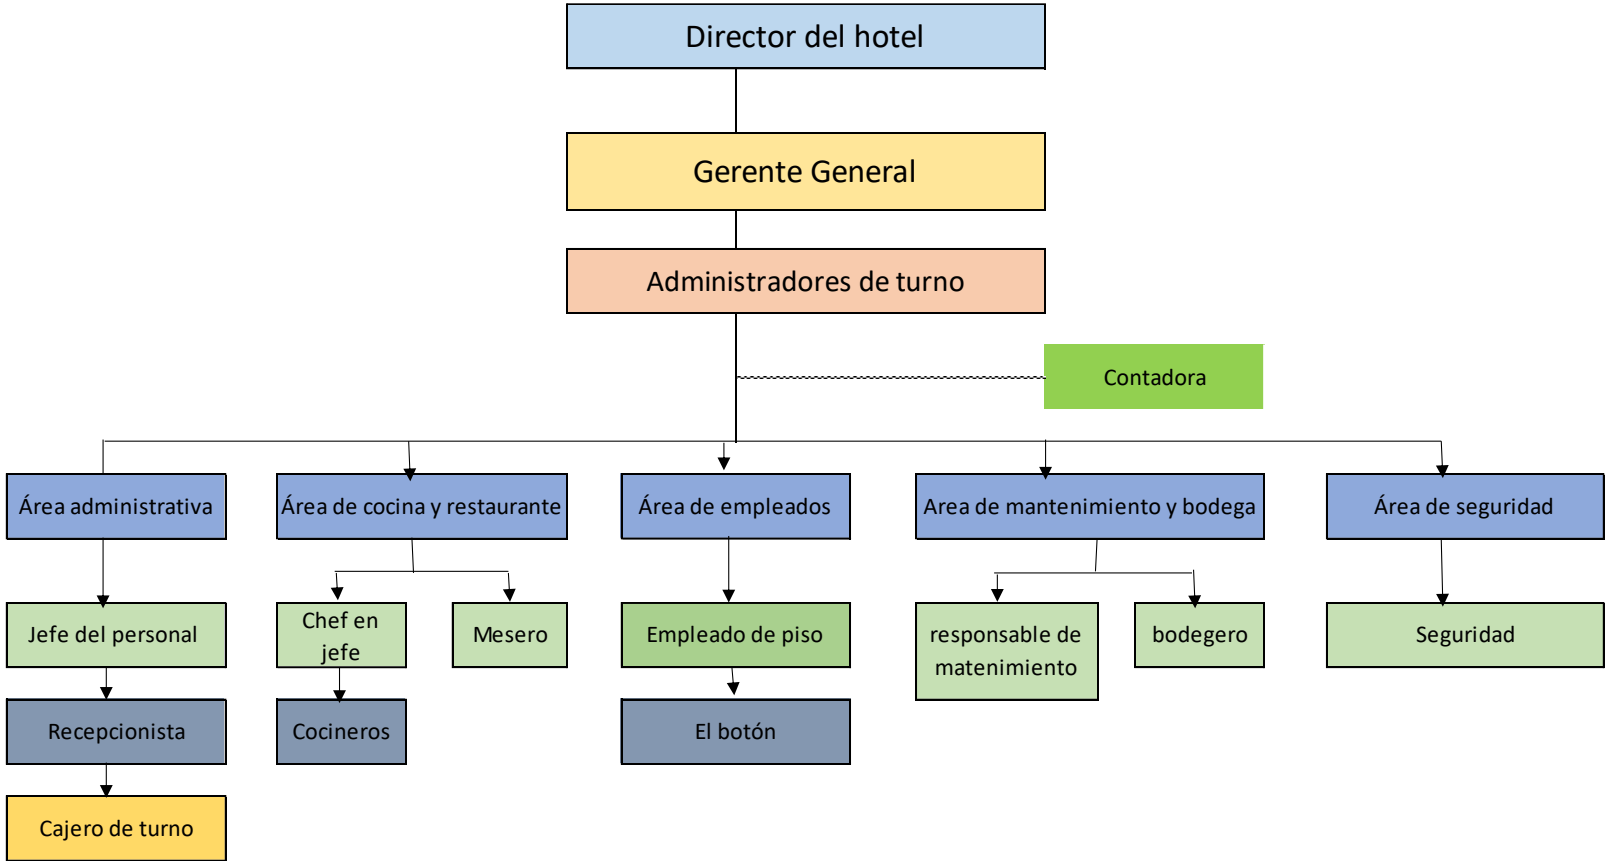 Director del hotel
Gerente General
Administradores de turno
Contadora
Área administrativa
Área de cocina y restaurante
Área de empleados
Area de mantenimiento y bodega
Área de seguridad
Jefe del personal
Chef en
jefe
Mesero
Empleado de piso
responsable de
matenimiento
bodegero
Seguridad
Recepcionista
Cocineros
El botón
Cajero de turno